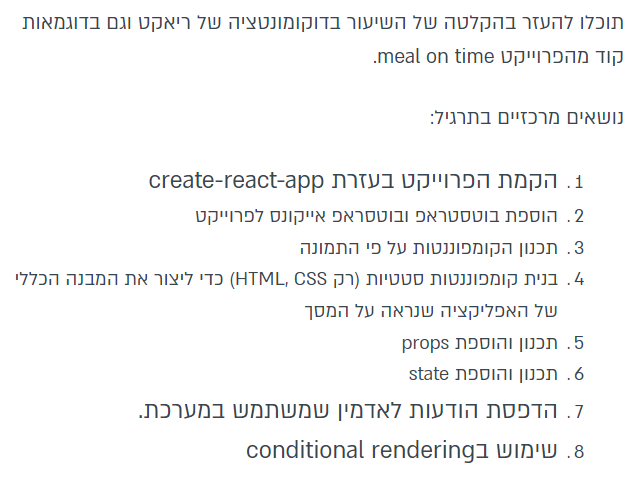 תוכלו להעזר בהקלטה של השיעור בדוקומונטציה של ריאקט וגם בדוגמאות
קוד מהפרוייקט meal on time.
נושאים מרכזיים בתרגיל:
1. הקמת הפרוייקט בעזרת create-react-app
2. הוספת בוטסטראפ ובוטסראפ אייקונס לפרוייקט
3. תכנון הקומפוננטות על פי התמונה
4. בנית קומפוננטות סטטיות (רק HTML, CSS) כדי ליצור את המבנה הכללי
של האפליקציה שנראה על המסך
5. תכנון והוספת props
6. תכנון והוספת state
7. הדפסת הודעות לאדמין שמשתמש במערכת.
8. שימוש בconditional rendering